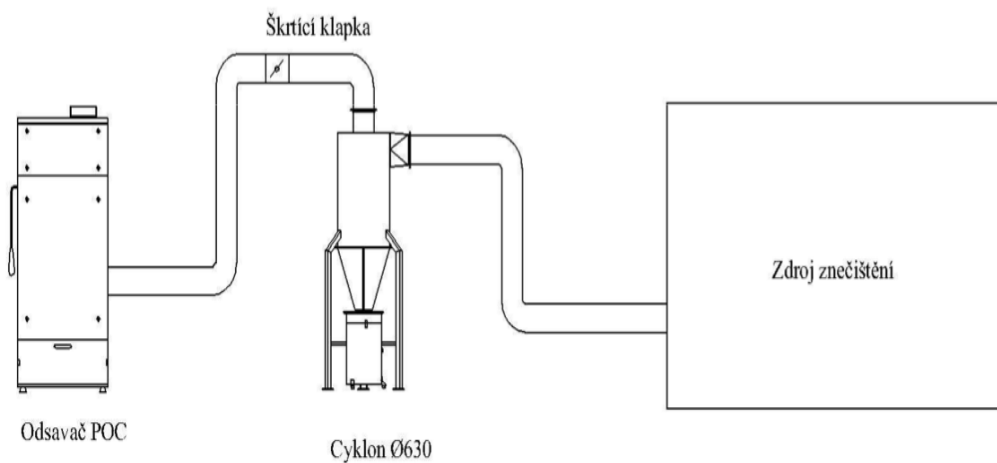 Škrtící klapka
Zdroj znečištění
Odsavač POC
Cyklon Ø630